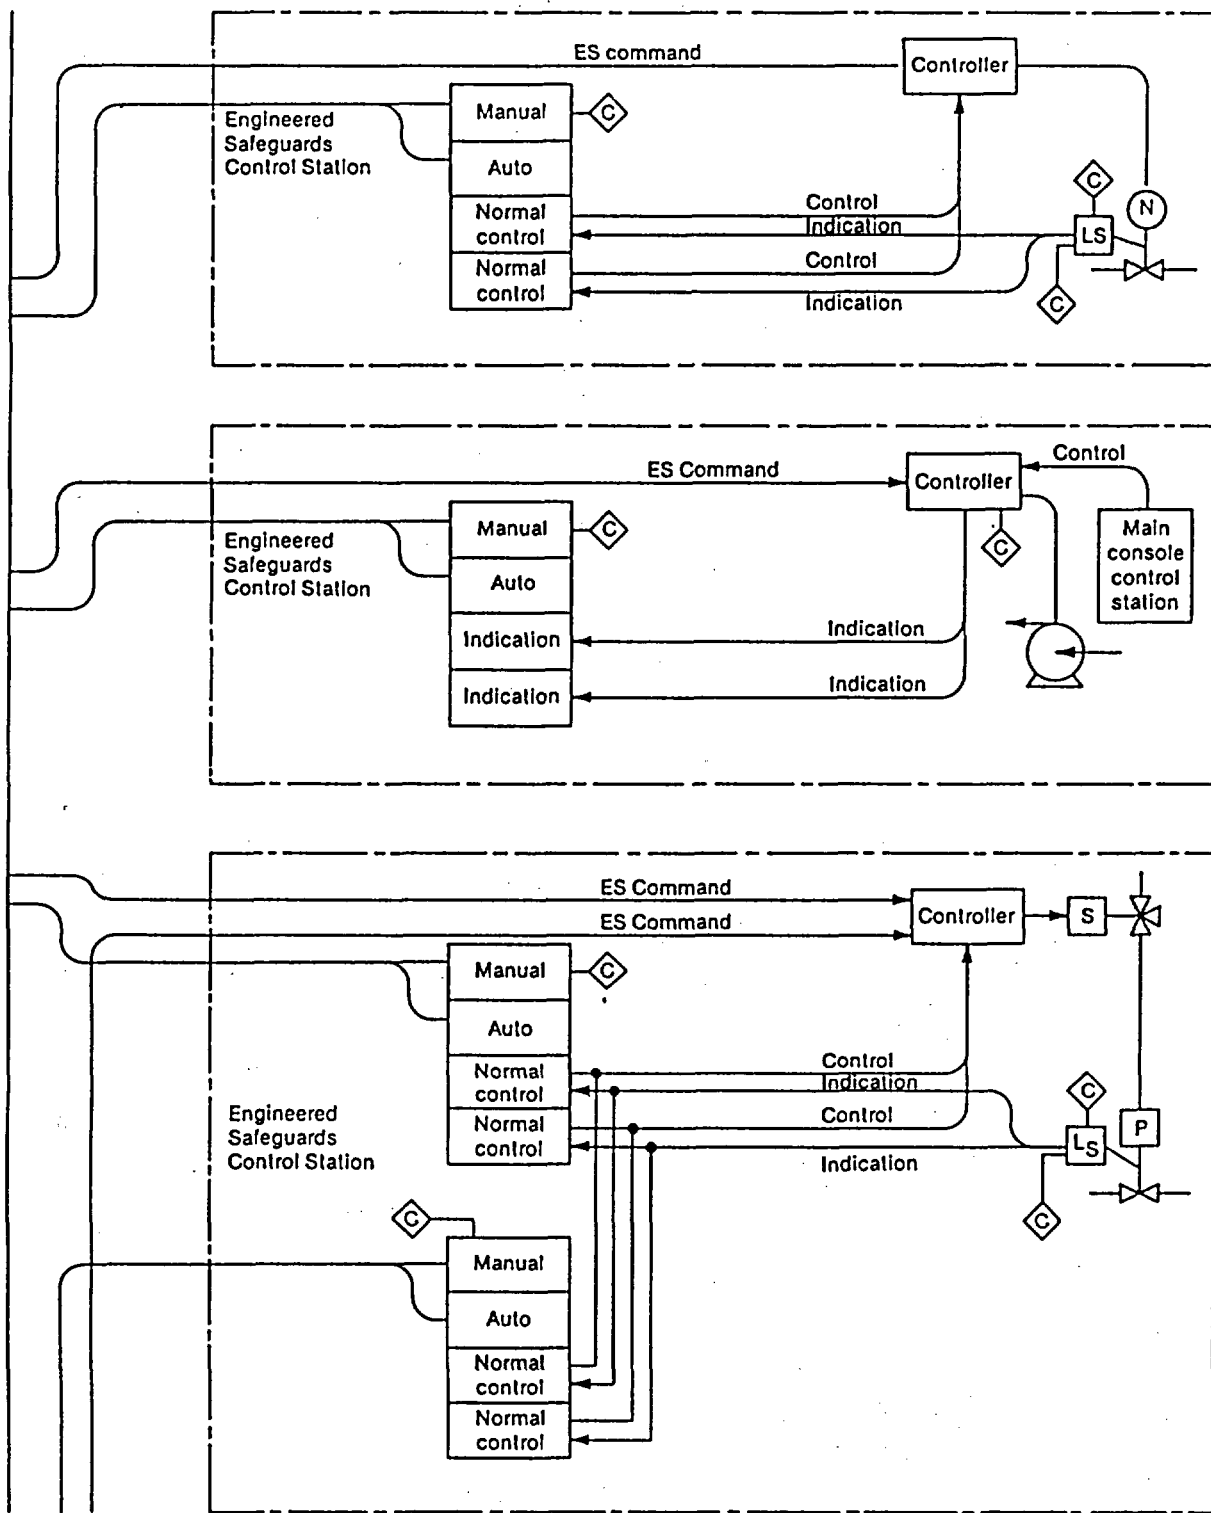 ES command
Controller
Engineered
Safeguards
Control Station
Manual
C
Auto
Normal
control
Normal
control
Control
Indication
Control
Indication
C
LS
N
C
ES Command
Controller
Control
Engineered
Safeguards
Control Station
Manual
C
Auto
Indication
Indication
Indication
Indication
C
Main
console
control
station
ES Command
ES Command
Controller
S
Manual
C
Auto
Normal
control
Normal
control
Control
Indication
Control
Indication
C
LS
P
C
Engineered
Safeguards
Control Station
C
Manual
Auto
Normal
control
Normal
control